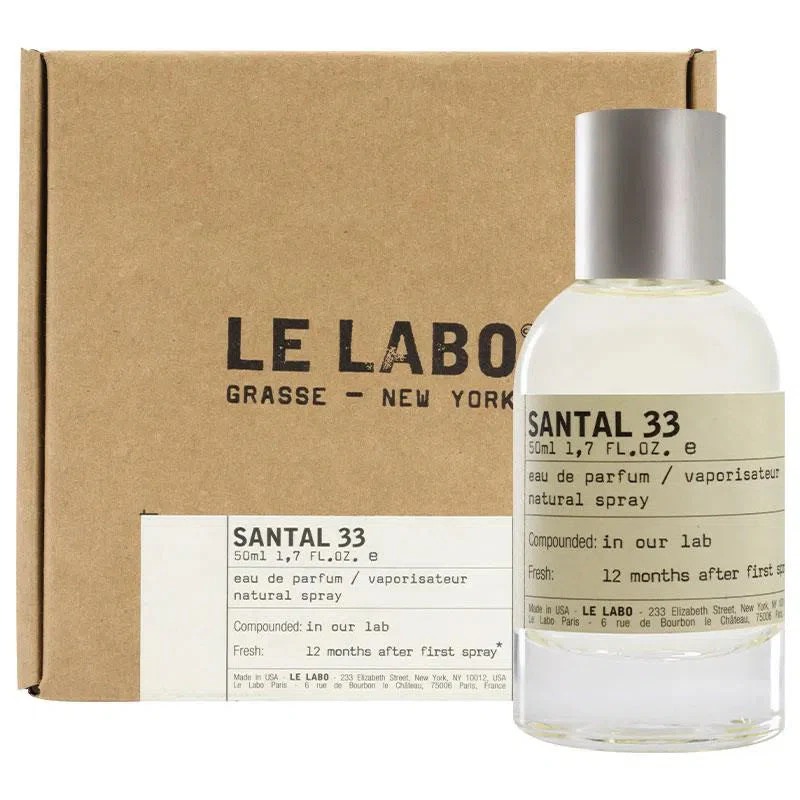 LE LABO
GRASSE — NEW YORK
SANTAL 33
50ml 1,7 FL.OZ. e
eau de parfum / vaporisateur
natural spray
Compounded: in our lab
Fresh: 12 months after first spray*
Made in USA - LE LABO - 233 Elizabeth Street, New York, NY 10012, USA
Le Labo Paris - 6 rue de Bourbon le Château, 75006 Paris, France
SANTAL 33
50ml 1,7 FL.OZ. e
eau de parfum / vaporisateur
natural spray
Compounded: in our lab
Fresh: 12 months after first sp
Made in USA - LE LABO - 233 Elizabeth Street, New York, NY
Le Labo Paris - 6 rue de Bourbon le Château, 75006